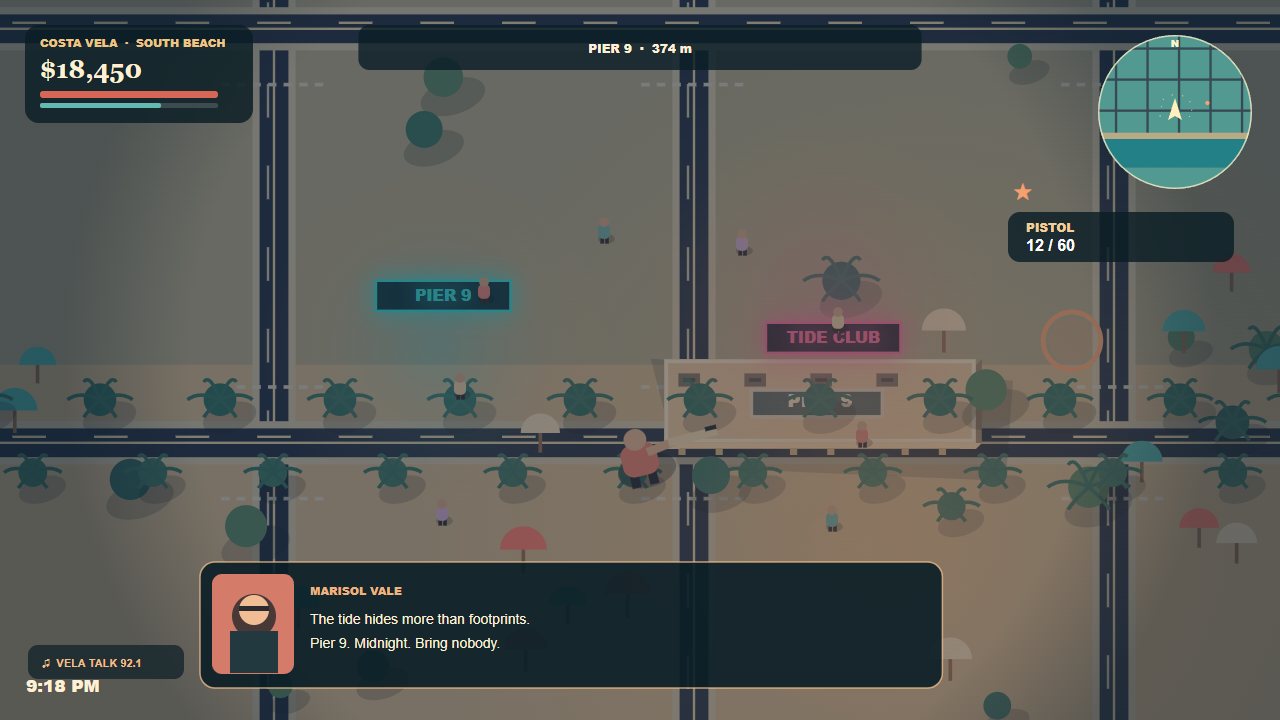 COSTA VELA · SOUTH BEACH
$18,450
PIER 9 · 374 m
N
PISTOL
12 / 60
PIER 9
TIDE CLUB
MARISOL VALE
The tide hides more than footprints.
Pier 9. Midnight. Bring nobody.
♫ VELA TALK 92.1
9:18 PM